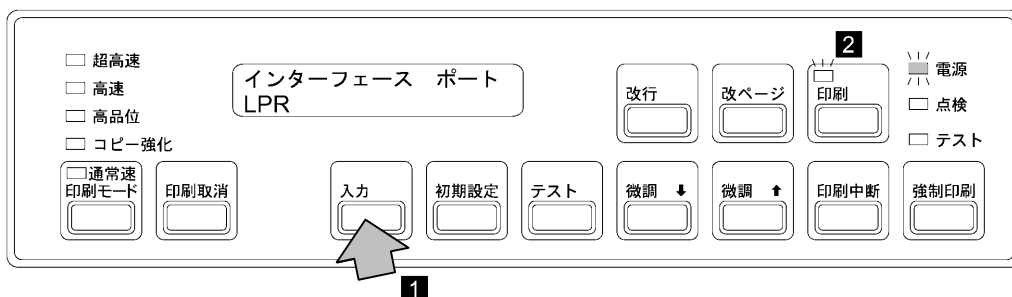 超高速
高速
高品位
コピー強化
通常速
印刷モード
印刷取消
インターフェース ポート
LPR
入力
初期設定
テスト
改行
改ページ
2
印刷
電源
点検
テスト
微調 ⬇
微調 ⬆
印刷中断
強制印刷
1